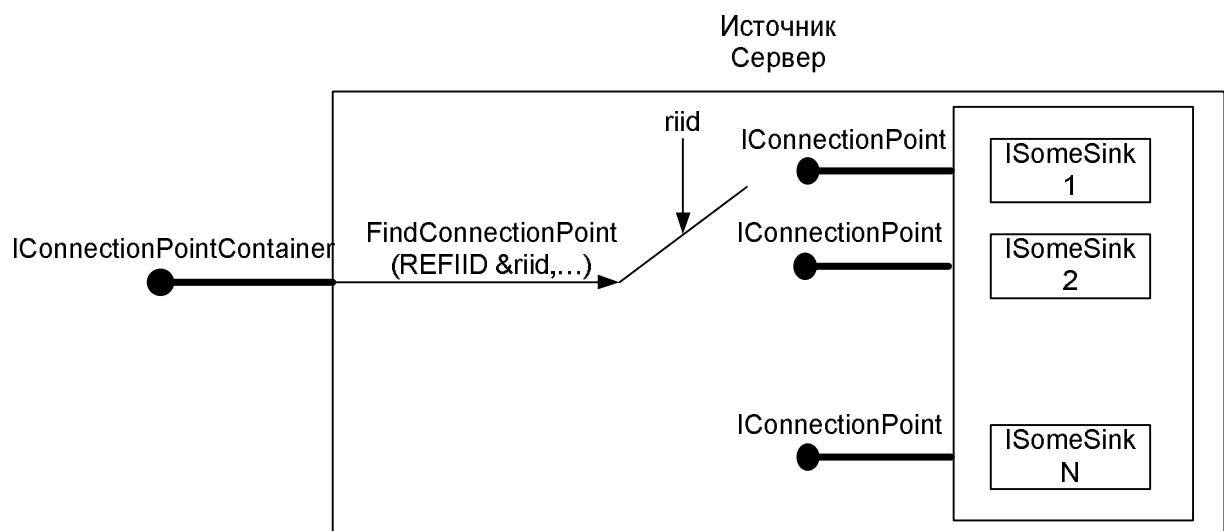 Источник
Сервер
riid
IConnectionPoint
ISomeSink
1
IConnectionPointContainer
FindConnectionPoint
(REFIID &riid,...)
IConnectionPoint
ISomeSink
2
IConnectionPoint
ISomeSink
N